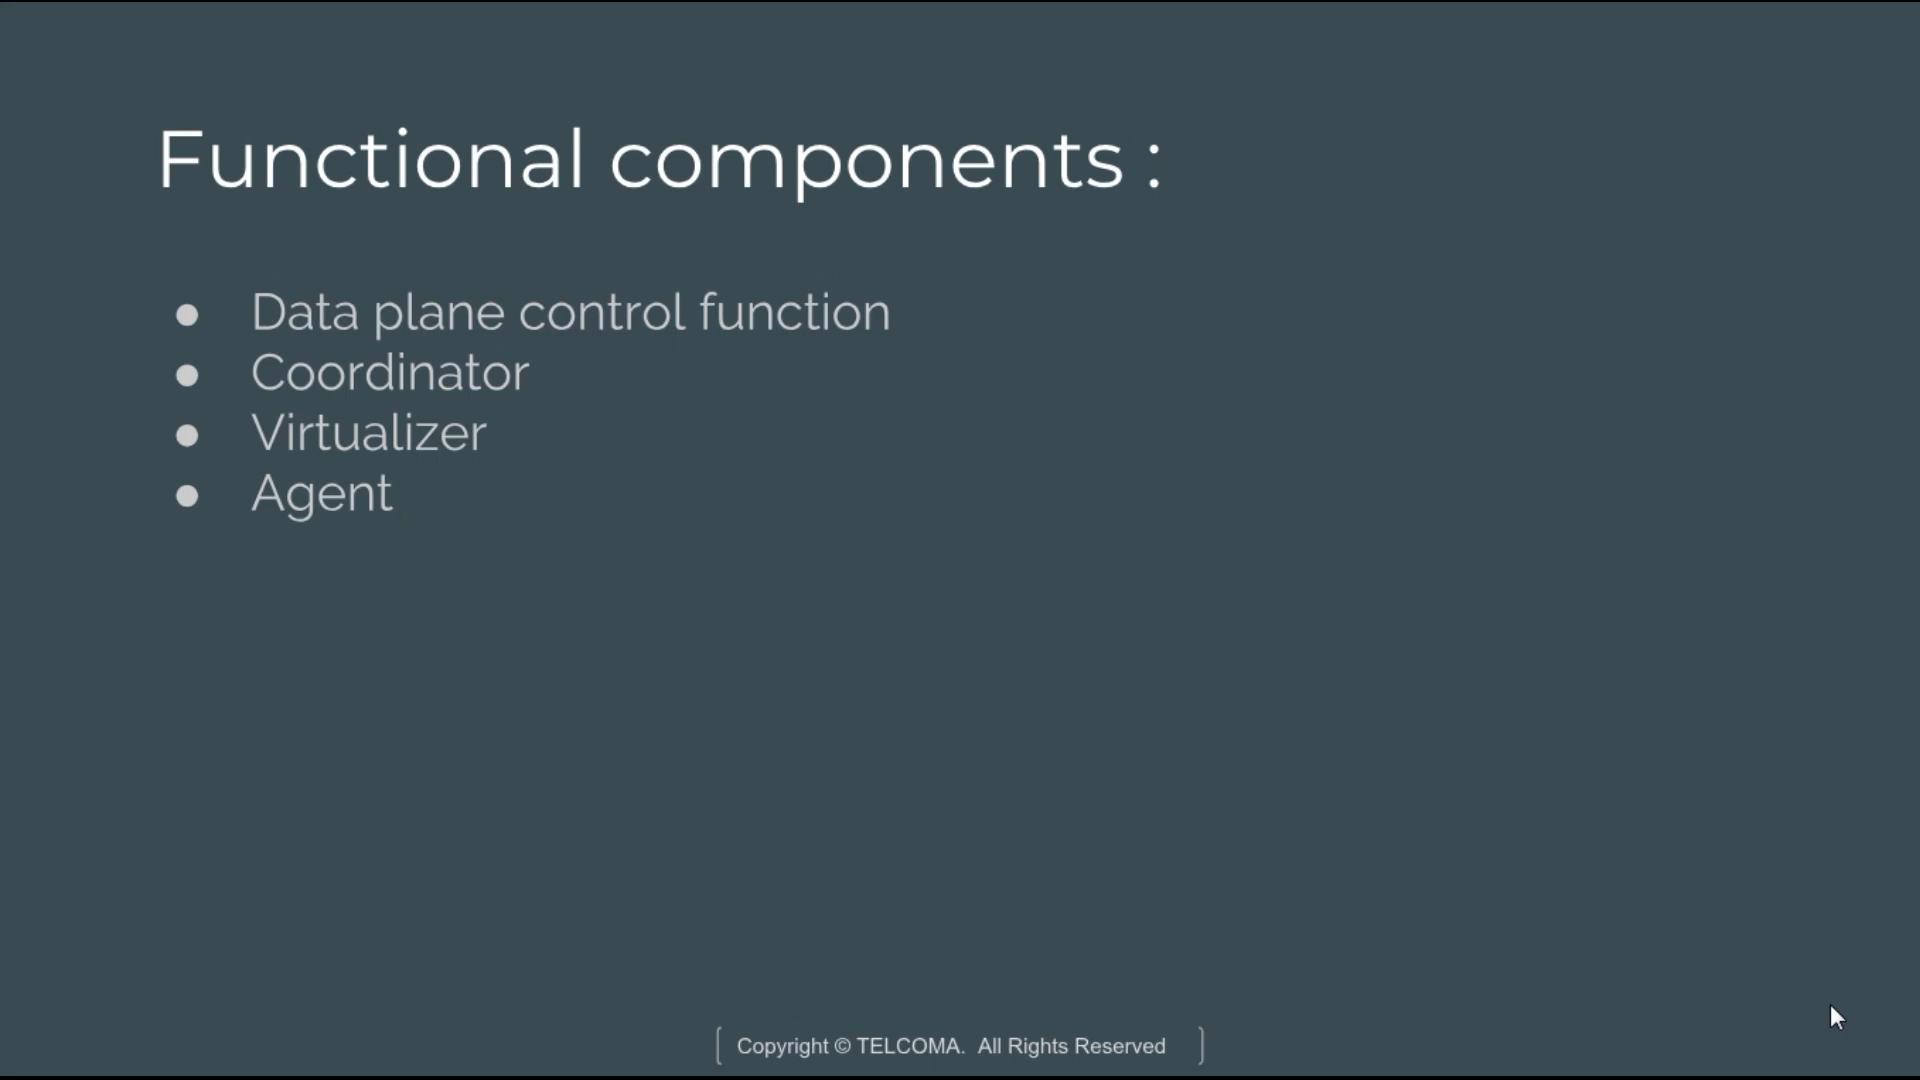 Functional components :
● Data plane control function
● Coordinator
● Virtualizer
● Agent
Copyright © TELCOMA. All Rights Reserved